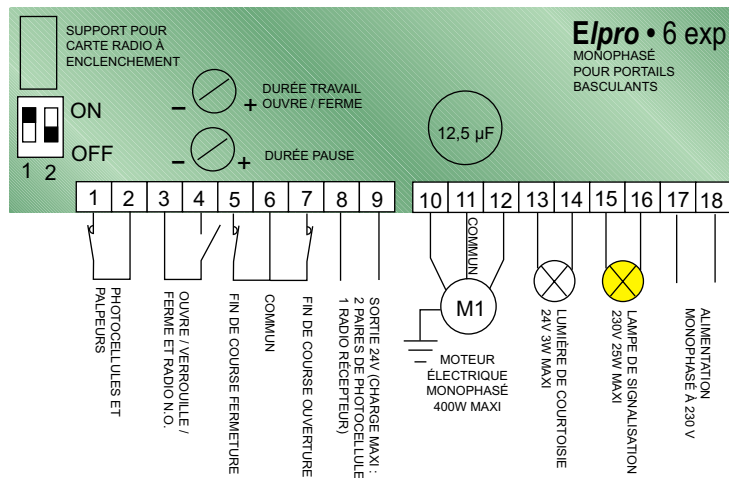 SUPPORT POUR
CARTE RADIO À
ENCLENCHEMENT
Elpro • 6 exp
MONOPHASÉ
POUR PORTAILS
BASCULANTS
ON
OFF
1 2
− +
DURÉE TRAVAIL
OUVRE / FERME
− +
DURÉE PAUSE
12,5 µF
1 2 3 4 5 6 7 8 9
10 11 12 13 14 15 16 17 18
PHOTOCELLULES ET
PALPEURS
OUVRE / VERROUILLE /
FERME ET RADIO N.O.
FIN DE COURSE FERMETURE
COMMUN
FIN DE COURSE OUVERTURE
SORTIE 24V (CHARGE MAXI :
2 PAIRES DE PHOTOCELLULE
1 RADIO RÉCEPTEUR)
COMMUN
M1
MOTEUR
ÉLECTRIQUE
MONOPHASÉ
400W MAXI
LUMIÈRE DE COURTOISIE
24V 3W MAXI
LAMPE DE SIGNALISATION
230V 25W MAXI
ALIMENTATION
MONOPHASÉ À 230 V